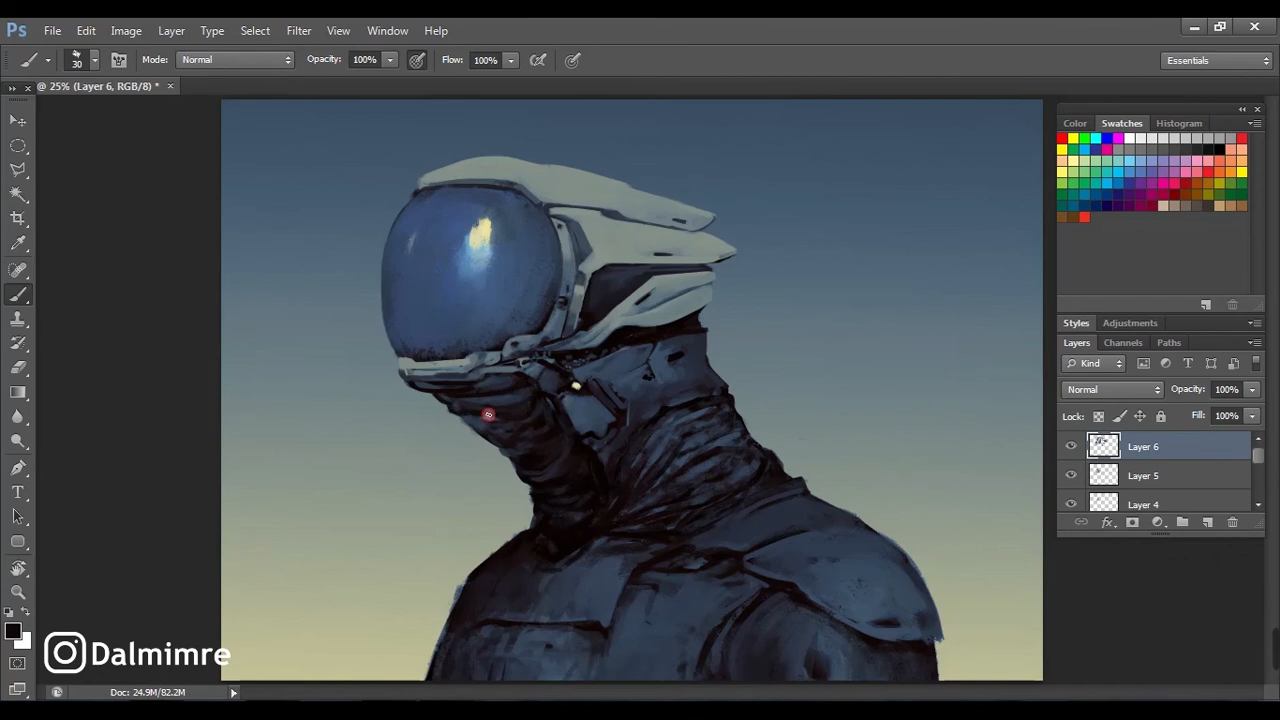 Ps File Edit Image Layer Type Select Filter View Window Help
30 Mode: Normal Opacity: 100% Flow: 100% Essentials
@ 25% (Layer 6, RGB/8) *
Color Swatches Histogram
Styles Adjustments
Layers Channels Paths
Kind
Normal Opacity: 100%
Lock: Fill: 100%
Layer 6
Layer 5
Layer 4
fx
Dalmimre
Doc: 24.9M/82.2M